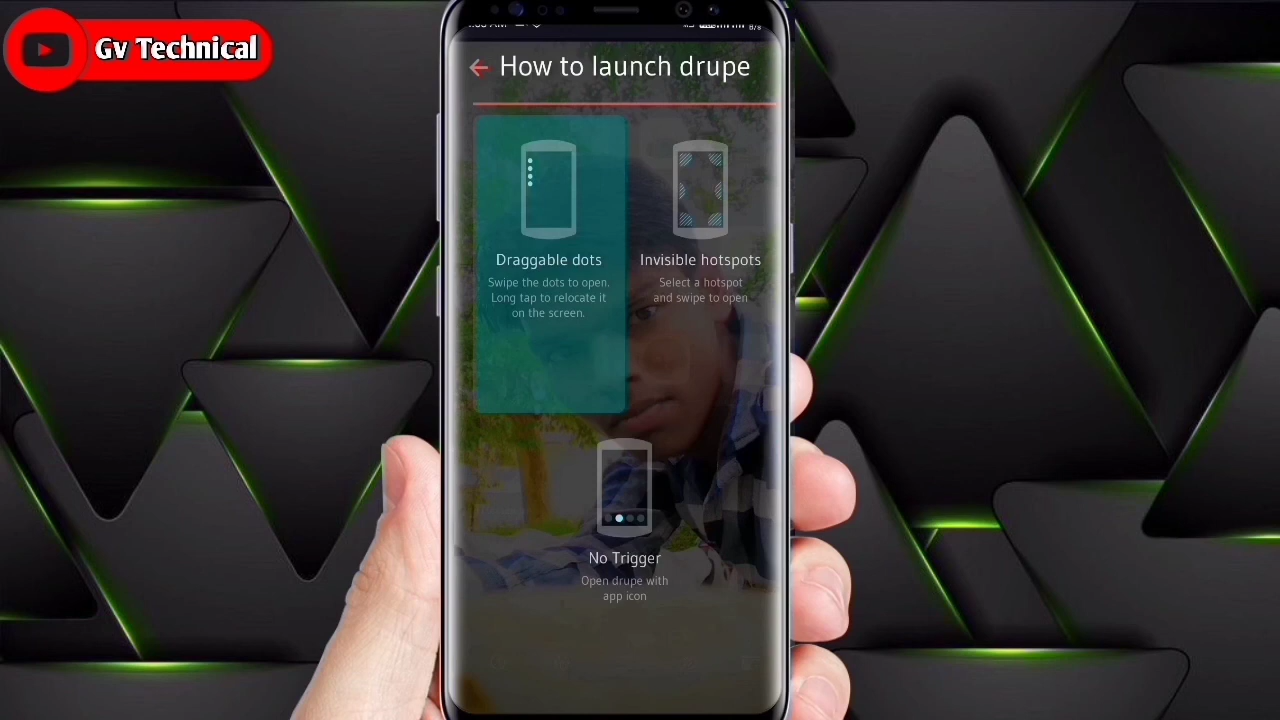 Gv Technical
How to launch drupe
Draggable dots
Swipe the dots to open.
Long tap to relocate it
on the screen.
Invisible hotspots
Select a hotspot
and swipe to open
No Trigger
Open drupe with
app icon